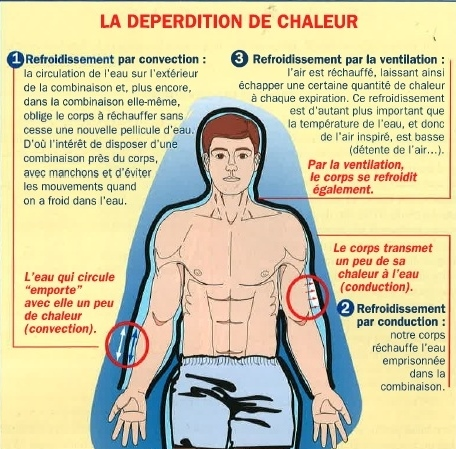 LA DEPERDITION DE CHALEUR
1 Refroidissement par convection :
la circulation de l'eau sur l'extérieur
de la combinaison et, plus encore,
dans la combinaison elle-même,
oblige le corps à réchauffer sans
cesse une nouvelle pellicule d'eau.
D'où l'intérêt de disposer d'une
combinaison près du corps,
avec manchons et d'éviter
les mouvements quand
on a froid dans l'eau.
3 Refroidissement par la ventilation :
l'air est réchauffé, laissant ainsi
échapper une certaine quantité de chaleur
à chaque expiration. Ce refroidissement
est d'autant plus important que
la température de l'eau, et donc
de l'air inspiré, est basse
(détente de l'air...).
Par la ventilation,
le corps se refroidit
également.
L'eau qui circule
"emporte"
avec elle un peu
de chaleur
(convection).
Le corps transmet
un peu de sa
chaleur à l'eau
(conduction).
2 Refroidissement
par conduction :
notre corps
réchauffe l'eau
emprisonnée
dans la
combinaison.